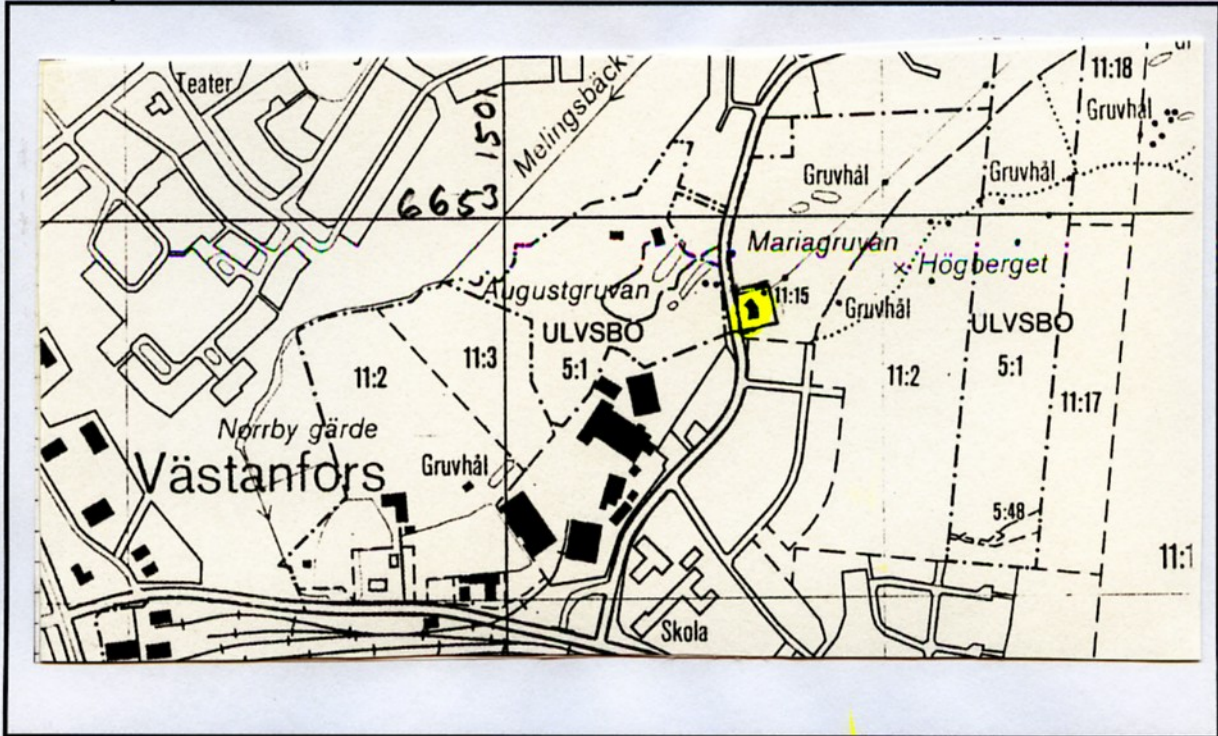 Teater
Melingsbäck
1501
6653
11:18
Gruvhål
Gruvhål
Gruvhål
Mariagruvan
Högberget
Augustgruvan
11:15
Gruvhål
ULVSBO
5:1
ULVSBO
5:1
11:3
11:2
11:2
11:17
Norrby gärde
Västanfors
Gruvhål
5:48
11:1
Skola